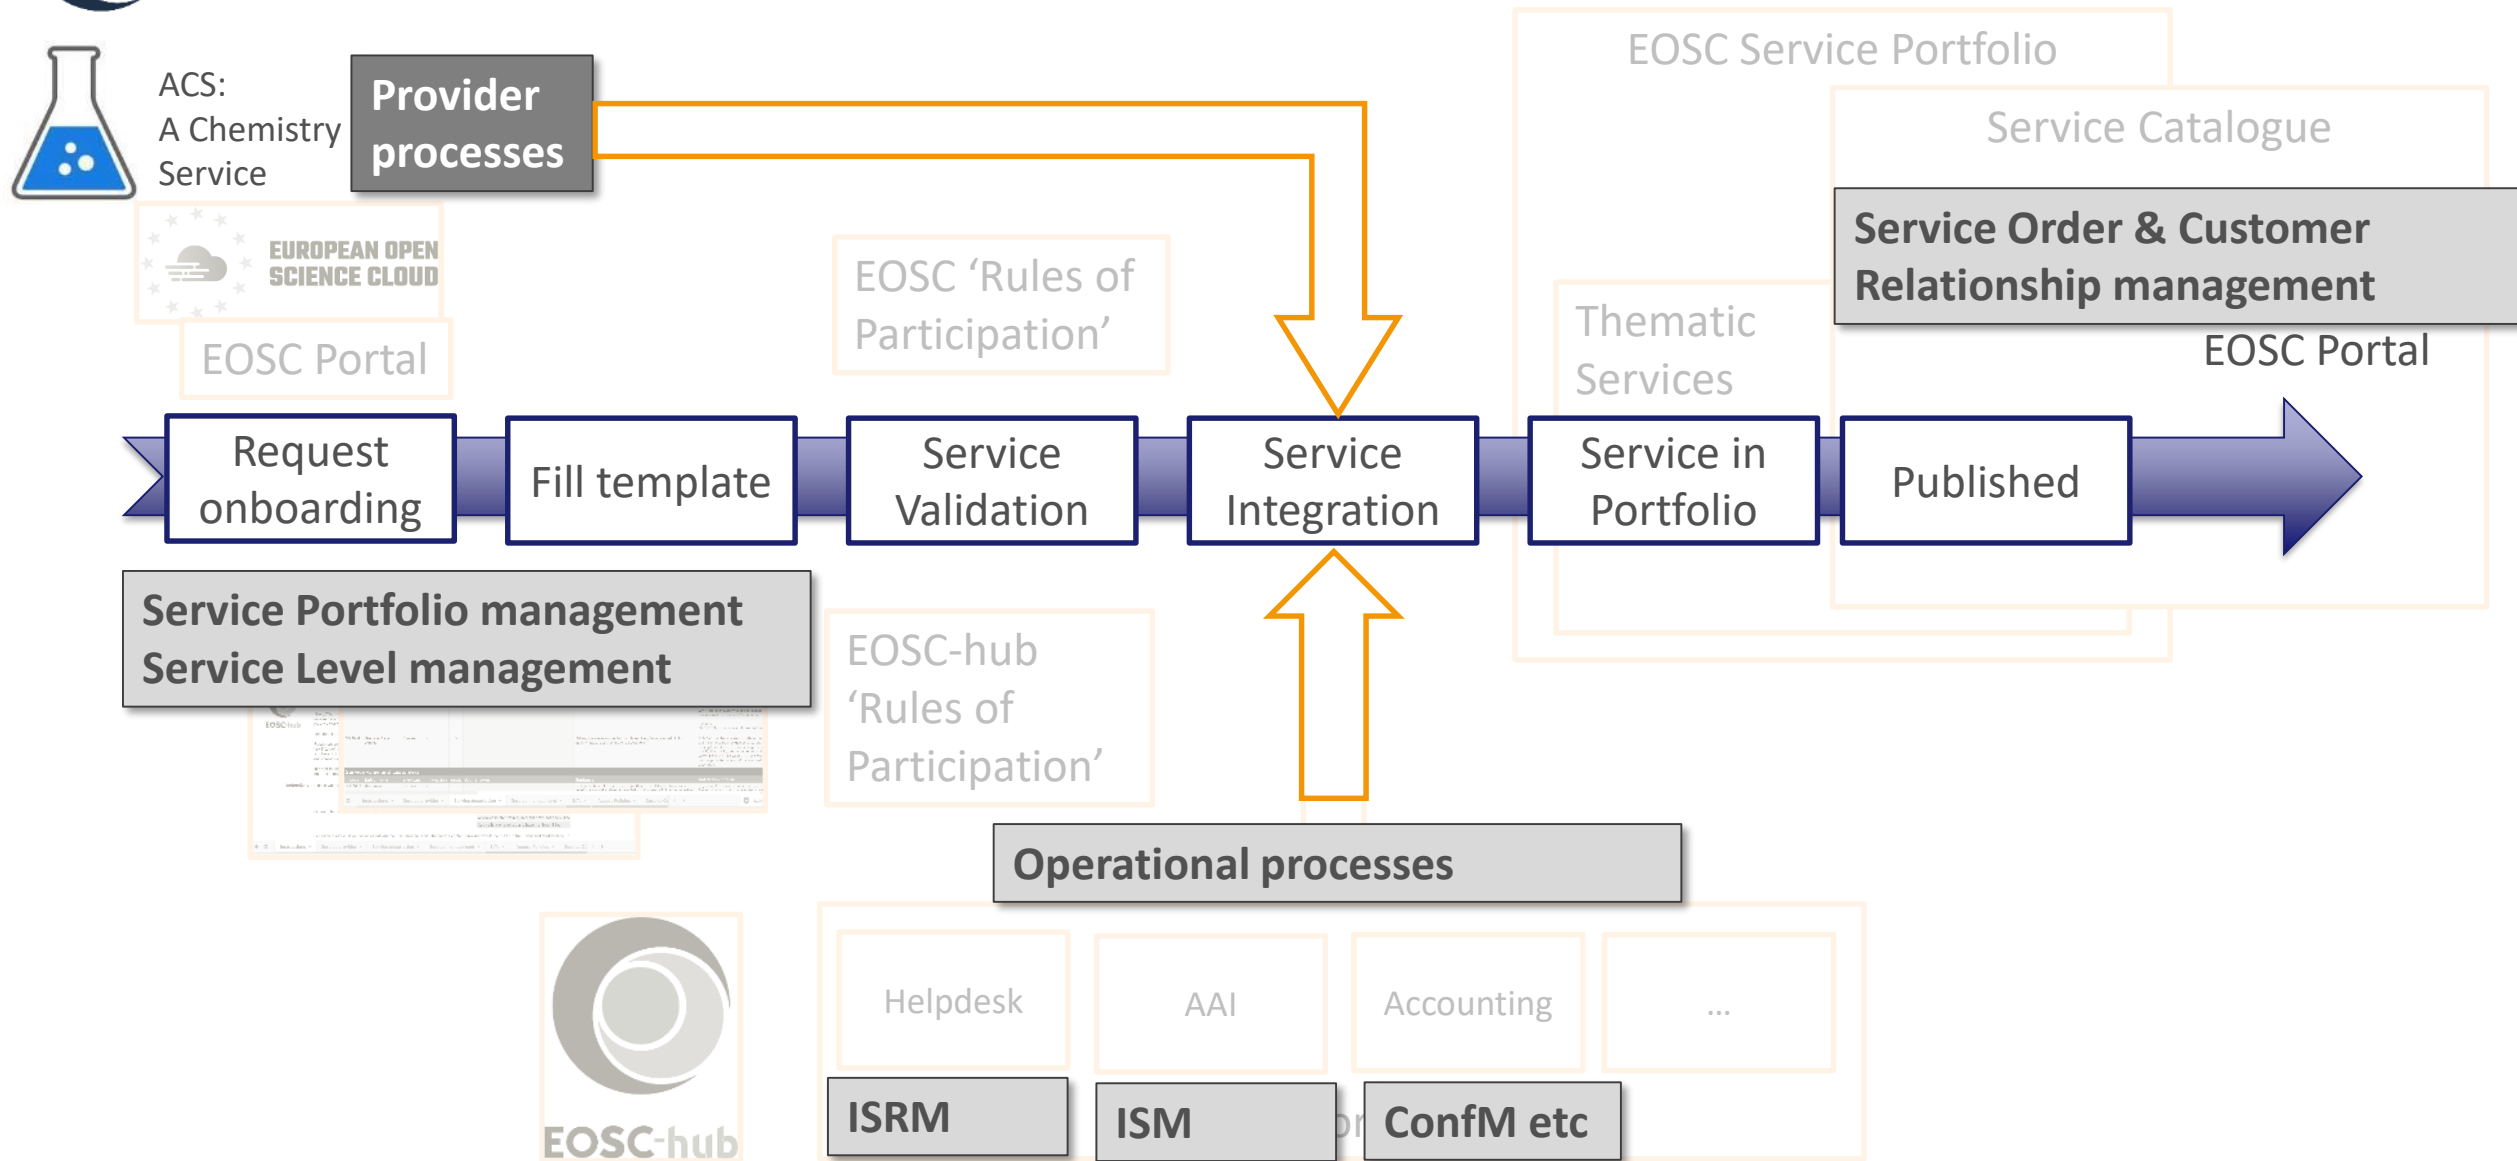 ACS:
A Chemistry
Service
Provider
processes
EUROPEAN OPEN
SCIENCE CLOUD
EOSC Portal
EOSC ‘Rules of
Participation’
EOSC Service Portfolio
Service Catalogue
Service Order & Customer
Relationship management
Thematic
Services
EOSC Portal
Request
onboarding
Fill template
Service
Validation
Service
Integration
Service in
Portfolio
Published
Service Portfolio management
Service Level management
EOSC-hub
EOSC-hub
‘Rules of
Participation’
Operational processes
Helpdesk
AAI
Accounting
...
ISRM
ISM
ConfM etc
EOSC-hub